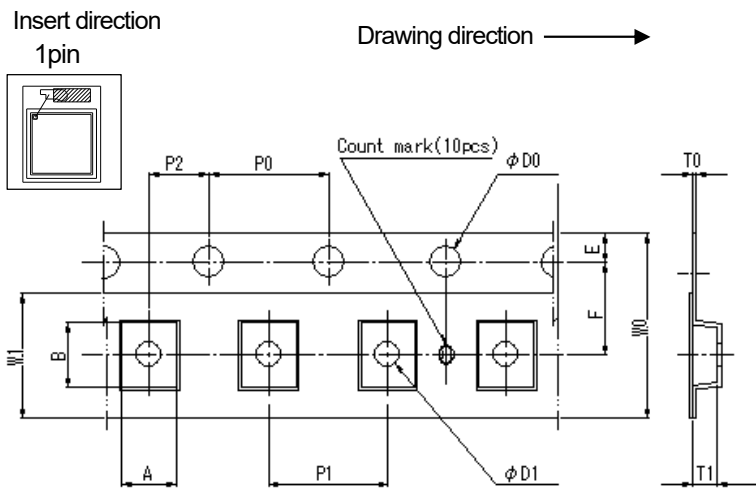 Insert direction
1pin
Drawing direction
Count mark(10pcs)
P2
P0
φD0
T0
E
F
W0
W1
B
A
P1
φD1
T1